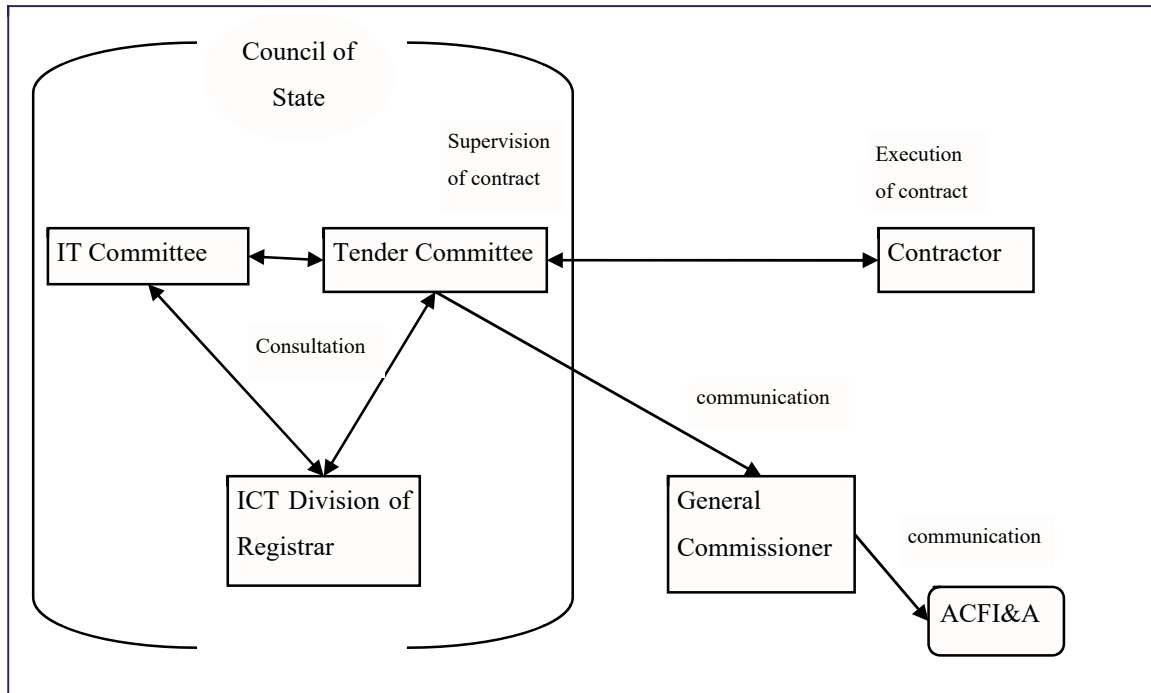 Council of
State
Supervision
of contract
Execution
of contract
IT Committee
Tender Committee
Contractor
Consultation
communication
ICT Division of
Registrar
General
Commissioner
communication
ACFI&A